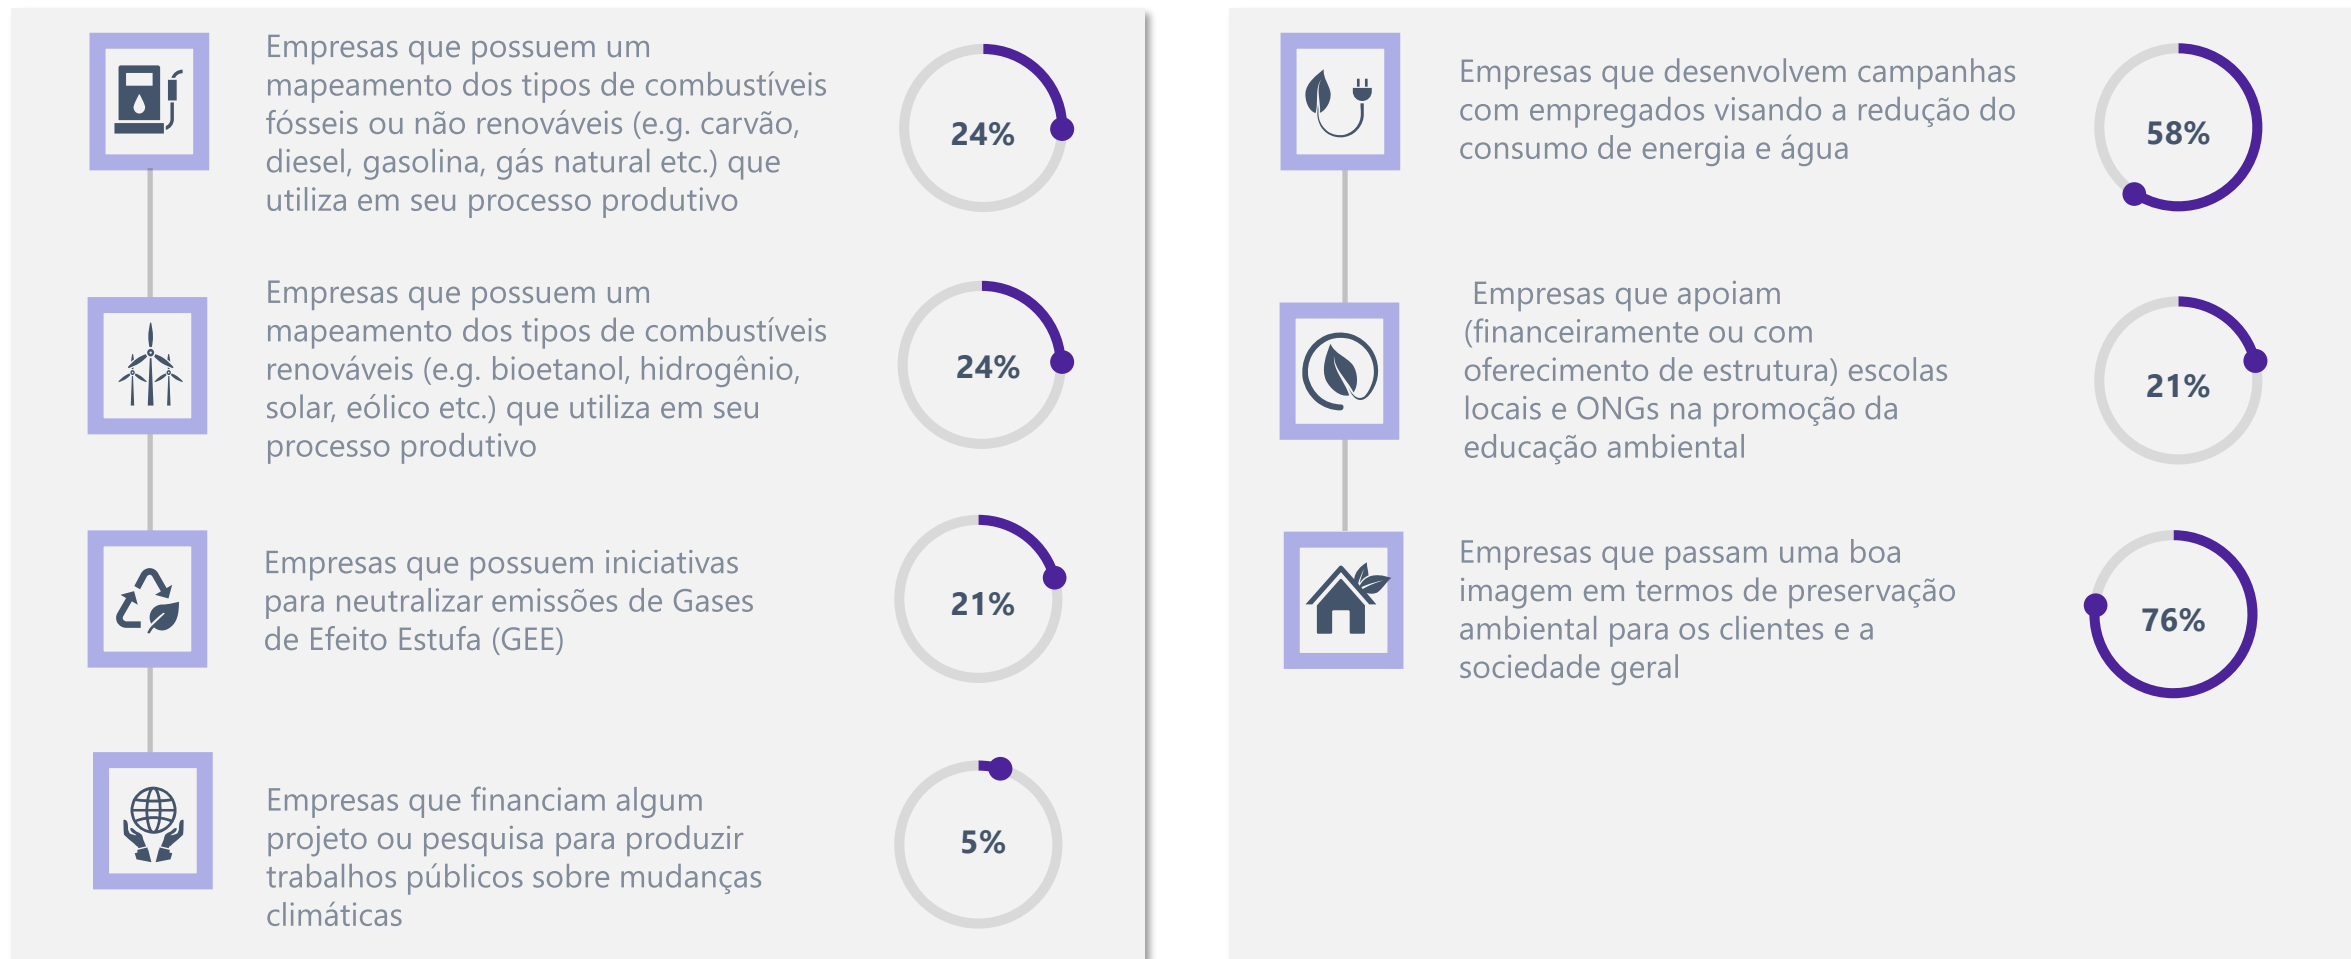 Empresas que possuem um
mapeamento dos tipos de combustíveis
fósseis ou não renováveis (e.g. carvão,
diesel, gasolina, gás natural etc.) que
utiliza em seu processo produtivo
24%
Empresas que possuem um
mapeamento dos tipos de combustíveis
renováveis (e.g. bioetanol, hidrogênio,
solar, eólico etc.) que utiliza em seu
processo produtivo
24%
Empresas que possuem iniciativas
para neutralizar emissões de Gases
de Efeito Estufa (GEE)
21%
Empresas que financiam algum
projeto ou pesquisa para produzir
trabalhos públicos sobre mudanças
climáticas
5%
Empresas que desenvolvem campanhas
com empregados visando a redução do
consumo de energia e água
58%
Empresas que apoiam
(financeiramente ou com
oferecimento de estrutura) escolas
locais e ONGs na promoção da
educação ambiental
21%
Empresas que passam uma boa
imagem em termos de preservação
ambiental para os clientes e a
sociedade geral
76%